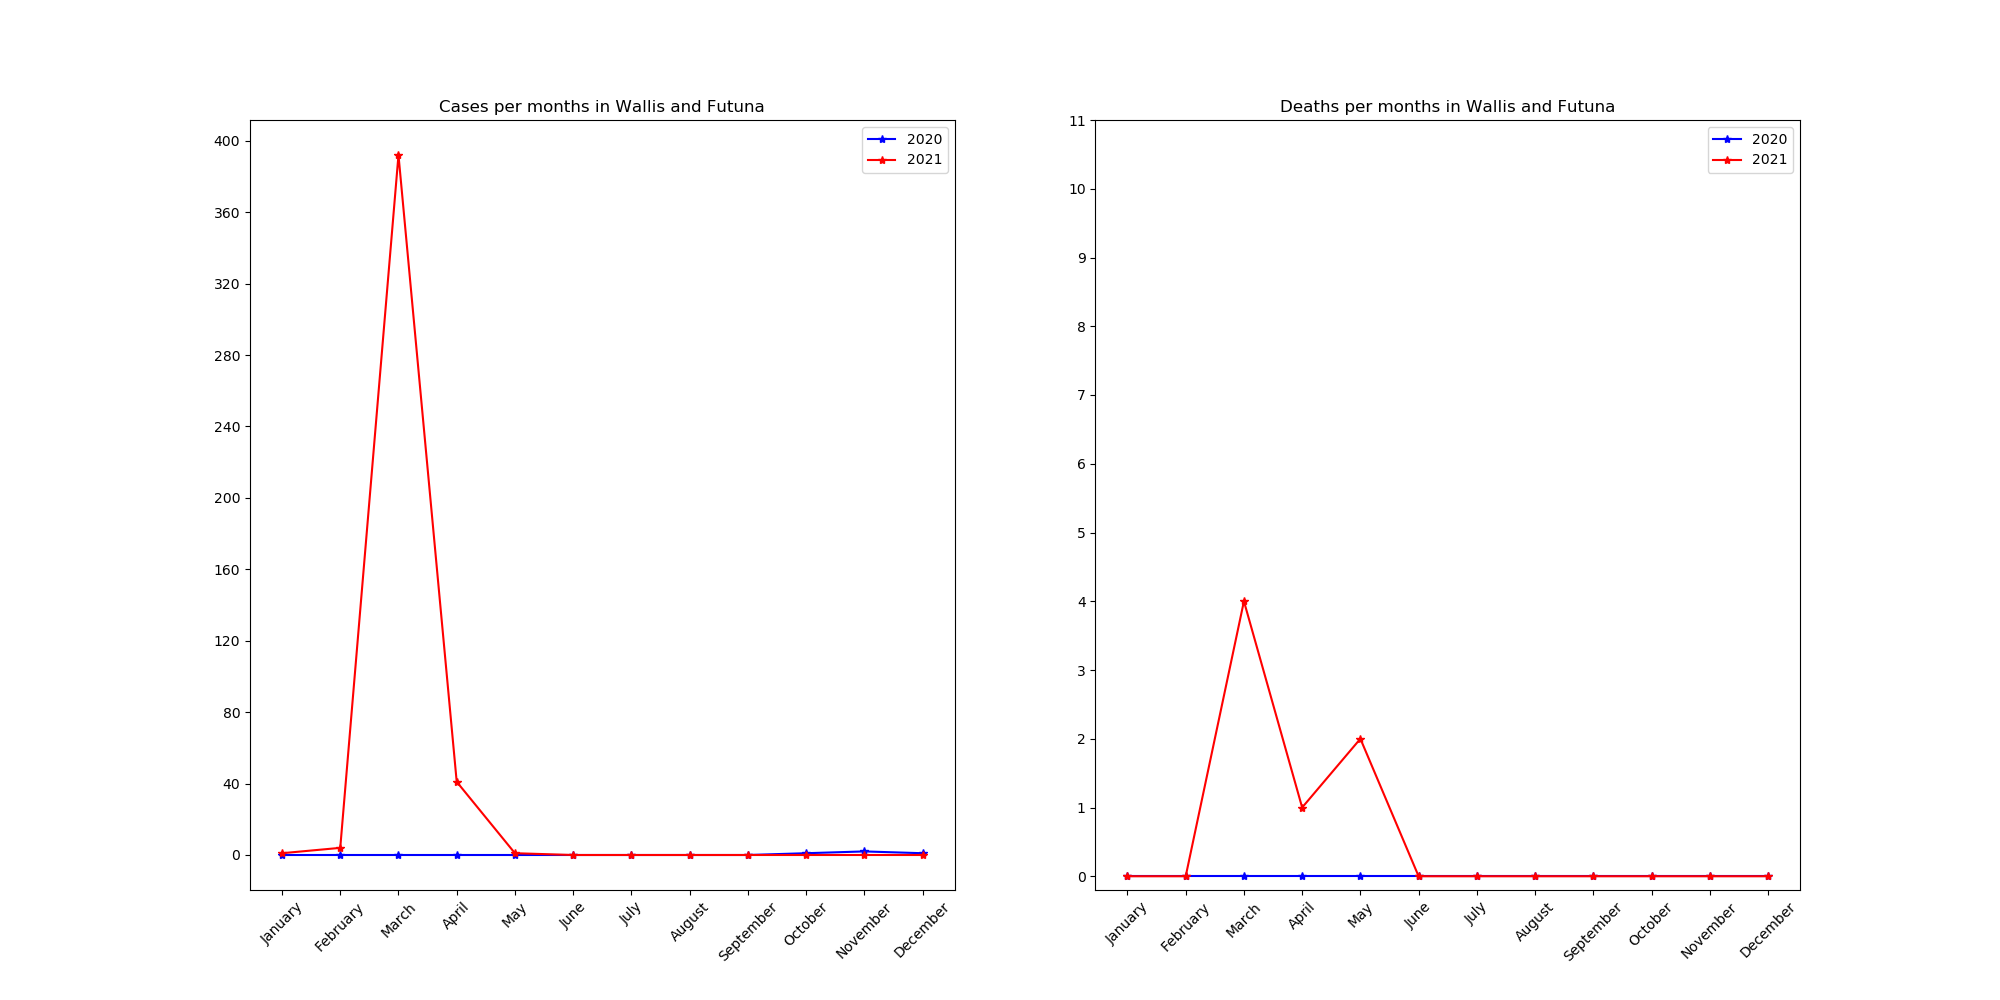 Cases per months in Wallis and Futuna
2020
2021
400
360
320
280
240
200
160
120
80
40
0
January
February
March
April
May
June
July
August
September
October
November
December
Deaths per months in Wallis and Futuna
2020
2021
11
10
9
8
7
6
5
4
3
2
1
0
January
February
March
April
May
June
July
August
September
October
November
December